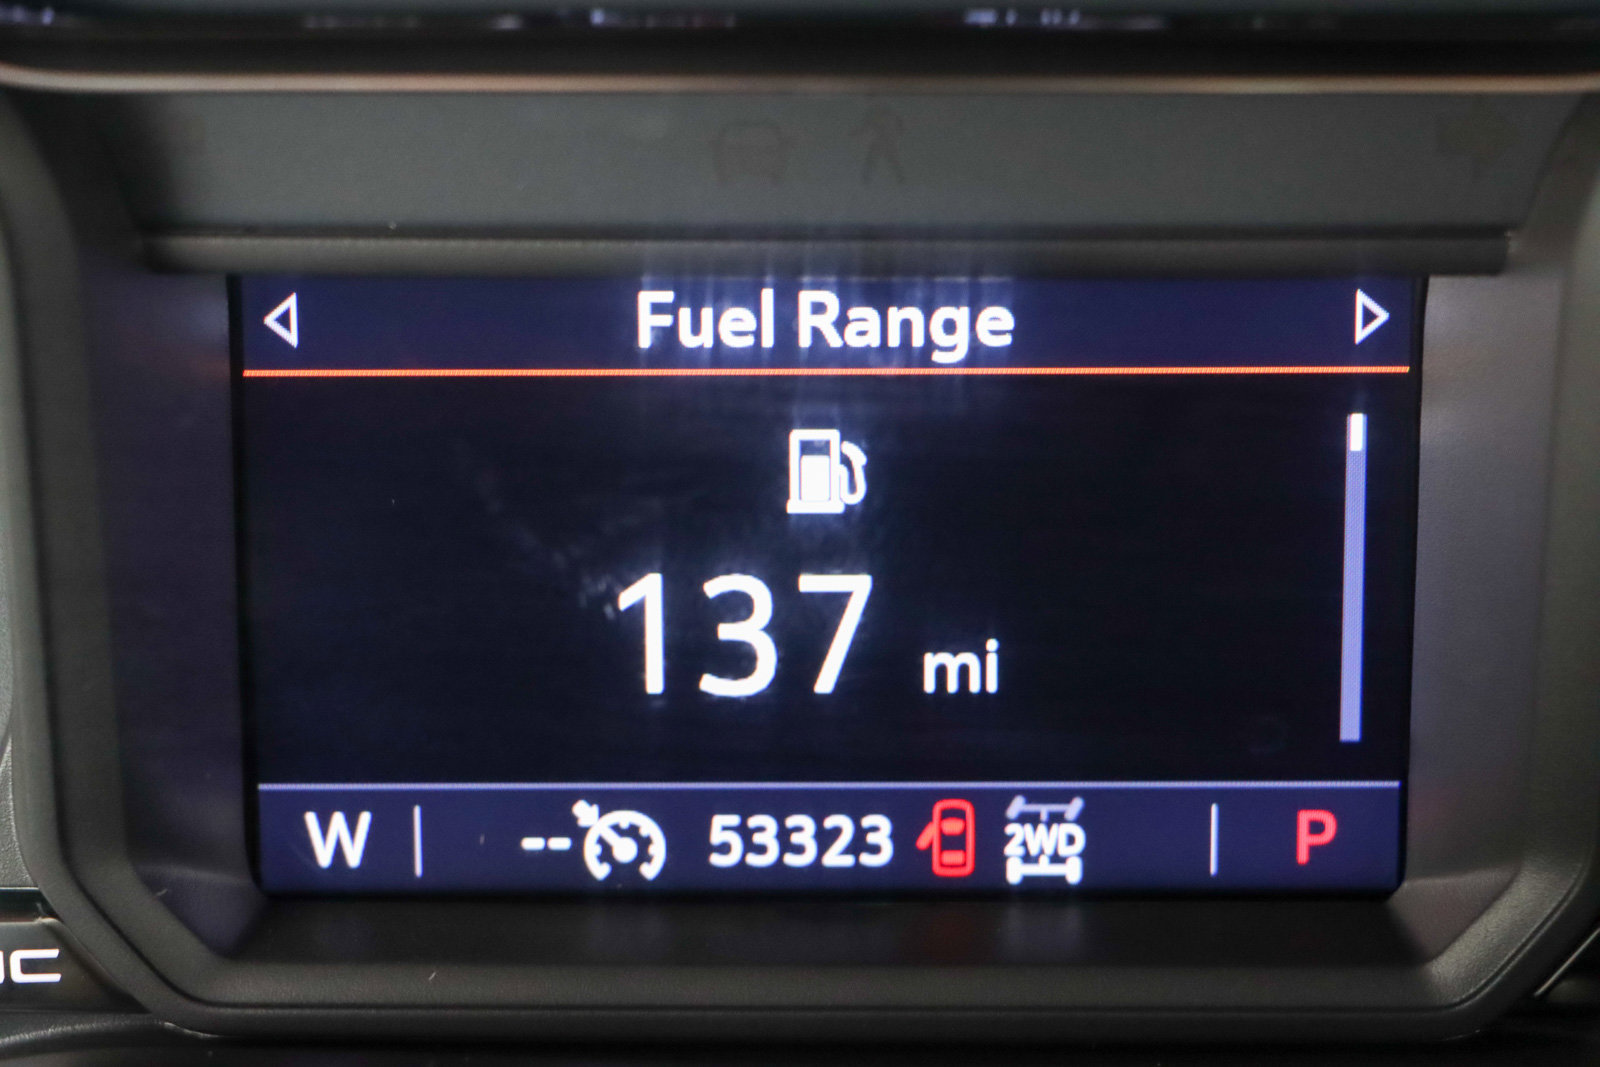 Fuel Range
137 mi
W -- 53323 2WD P